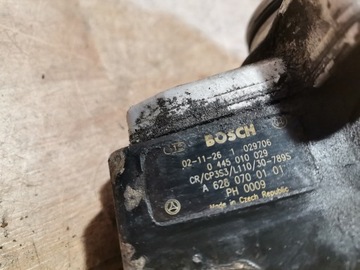 BOSCH
02-11-26 1 029706
0 445 010 029
CR/CP3S3/L110/30-789S
A 628 070 01 01
PH 0009
Made in Czech Republic